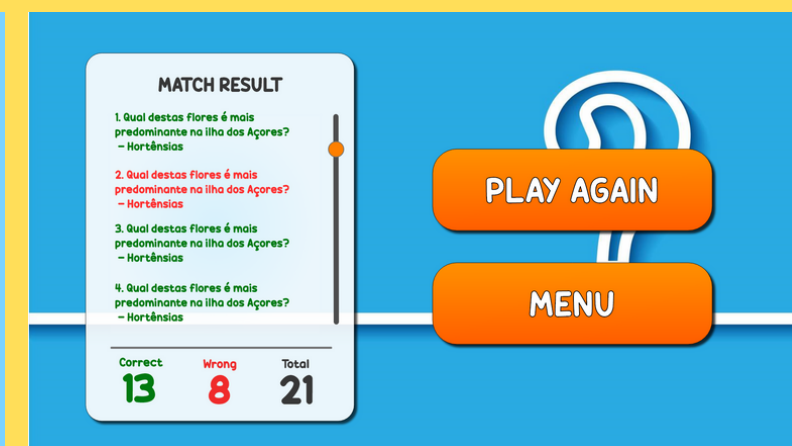 MATCH RESULT
1. Qual destas flores é mais
predominante na ilha dos Açores?
– Hortênsias
2. Qual destas flores é mais
predominante na ilha dos Açores?
– Hortênsias
3. Qual destas flores é mais
predominante na ilha dos Açores?
– Hortênsias
4. Qual destas flores é mais
predominante na ilha dos Açores?
– Hortênsias
Correct Wrong Total
13 8 21
PLAY AGAIN
MENU